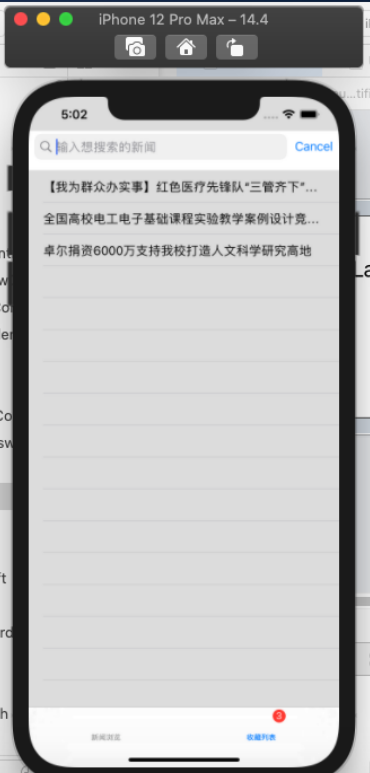 iPhone 12 Pro Max – 14.4
5:02
输入想搜索的新闻
Cancel
【我为群众办实事】红色医疗先锋队“三管齐下”...
全国高校电工电子基础课程实验教学案例设计竞...
卓尔捐资6000万支持我校打造人文科学研究高地
3
新闻浏览
收藏列表